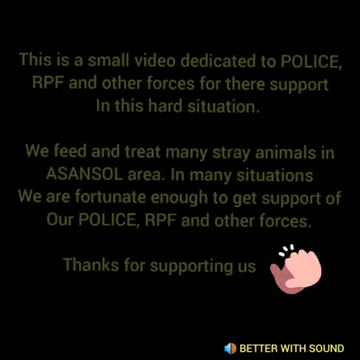 This is a small video dedicated to POLICE,
RPF and other forces for there support
In this hard situation.
We feed and treat many stray animals in
ASANSOL area. In many situations
We are fortunate enough to get support of
Our POLICE, RPF and other forces.
Thanks for supporting us
BETTER WITH SOUND